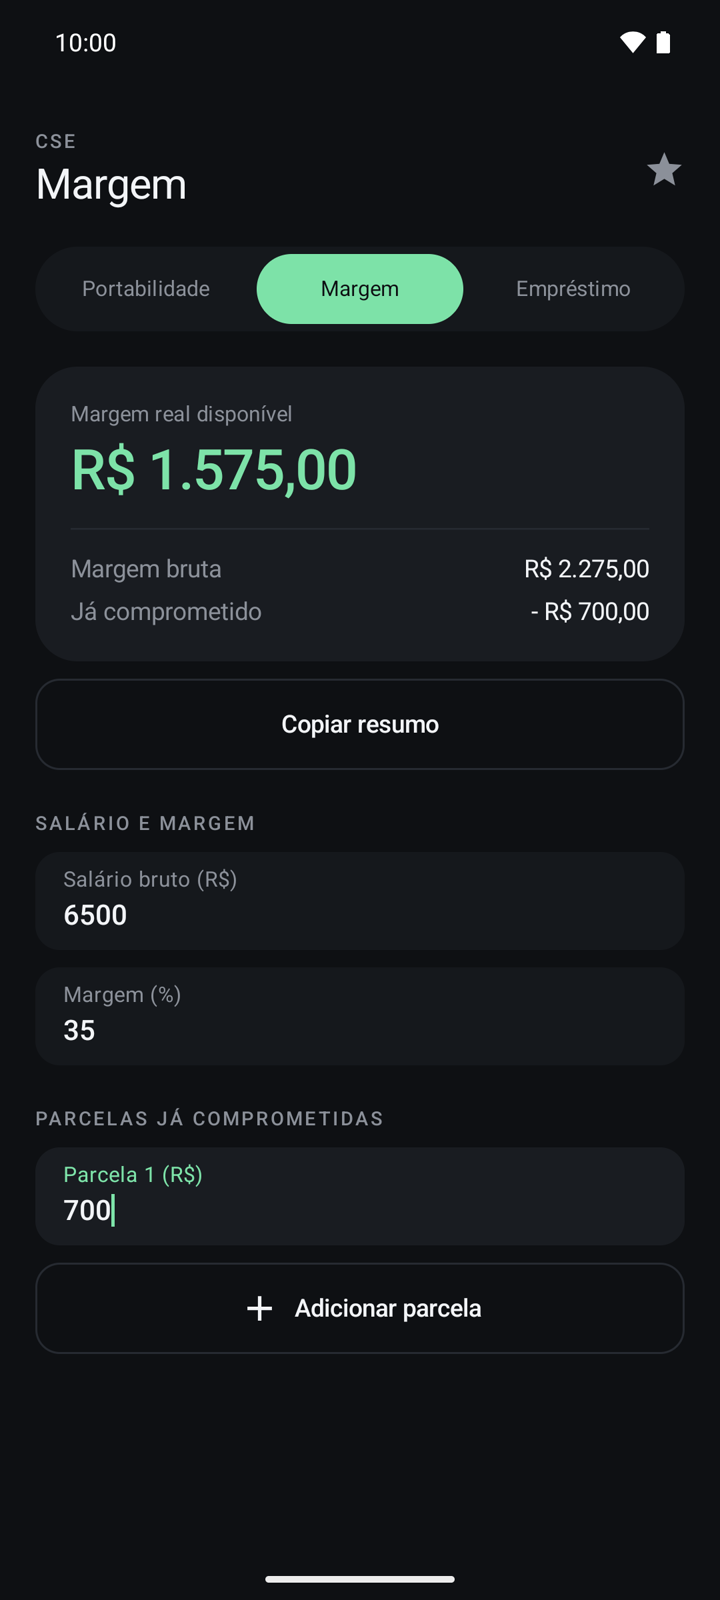 10:00
CSE
Margem
Portabilidade Margem Empréstimo
Margem real disponível
R$ 1.575,00
Margem bruta R$ 2.275,00
Já comprometido - R$ 700,00
Copiar resumo
SALÁRIO E MARGEM
Salário bruto (R$)
6500
Margem (%)
35
PARCELAS JÁ COMPROMETIDAS
Parcela 1 (R$)
700
Adicionar parcela